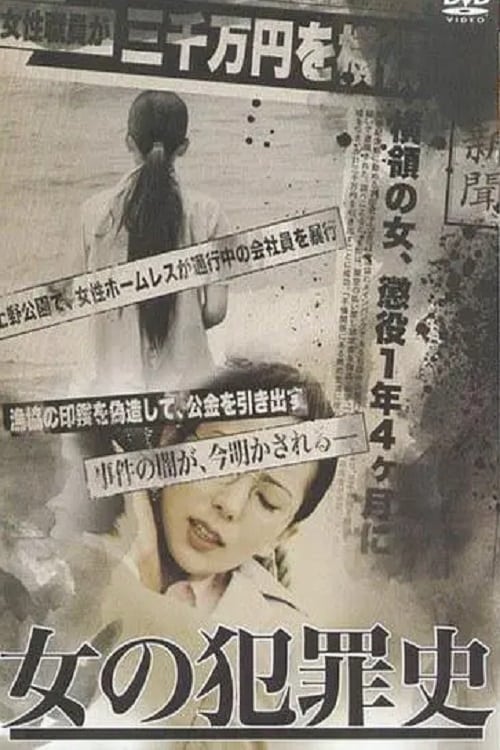 DVD
VIDEO
女性職員が
三千万円を横領
新聞
横領の女、懲役1年4ヶ月に
上野公園で、女性ホームレスが通行中の会社員を暴行
漁協の印鑑を偽造して、公金を引き出す
事件の闇が、今明かされる―
女の犯罪史